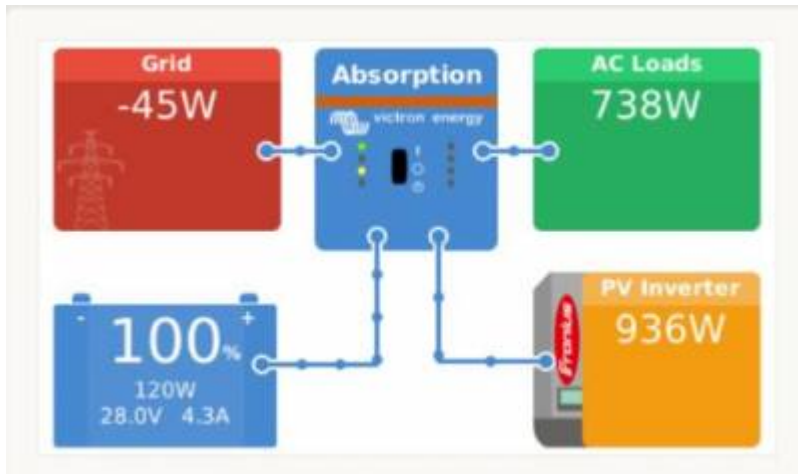 Grid
-45W
Absorption
victron energy
AC Loads
738W
- +
100%
120W
28.0V 4.3A
PV Inverter
936W
Fronius